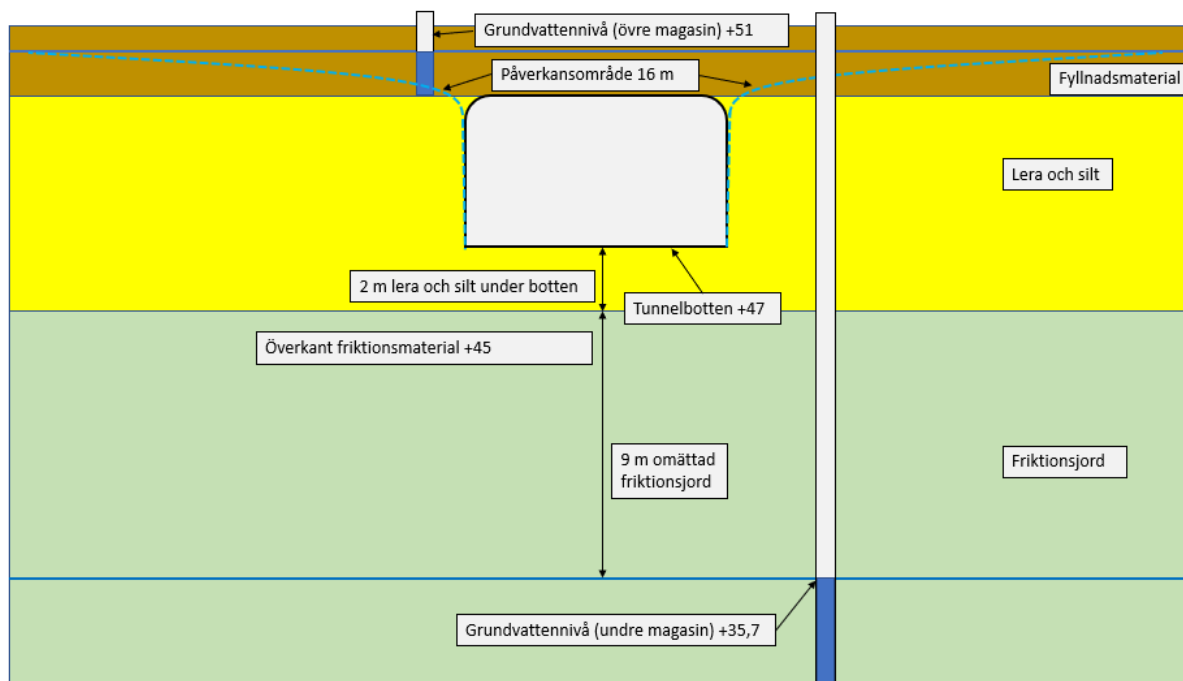 Grundvattennivå (övre magasin) +51
Påverkansområde 16 m
Fyllnadsmaterial
Lera och silt
2 m lera och silt under botten
Tunnelbotten +47
Överkant friktionsmaterial +45
9 m omättad
friktionsjord
Friktionsjord
Grundvattennivå (undre magasin) +35,7